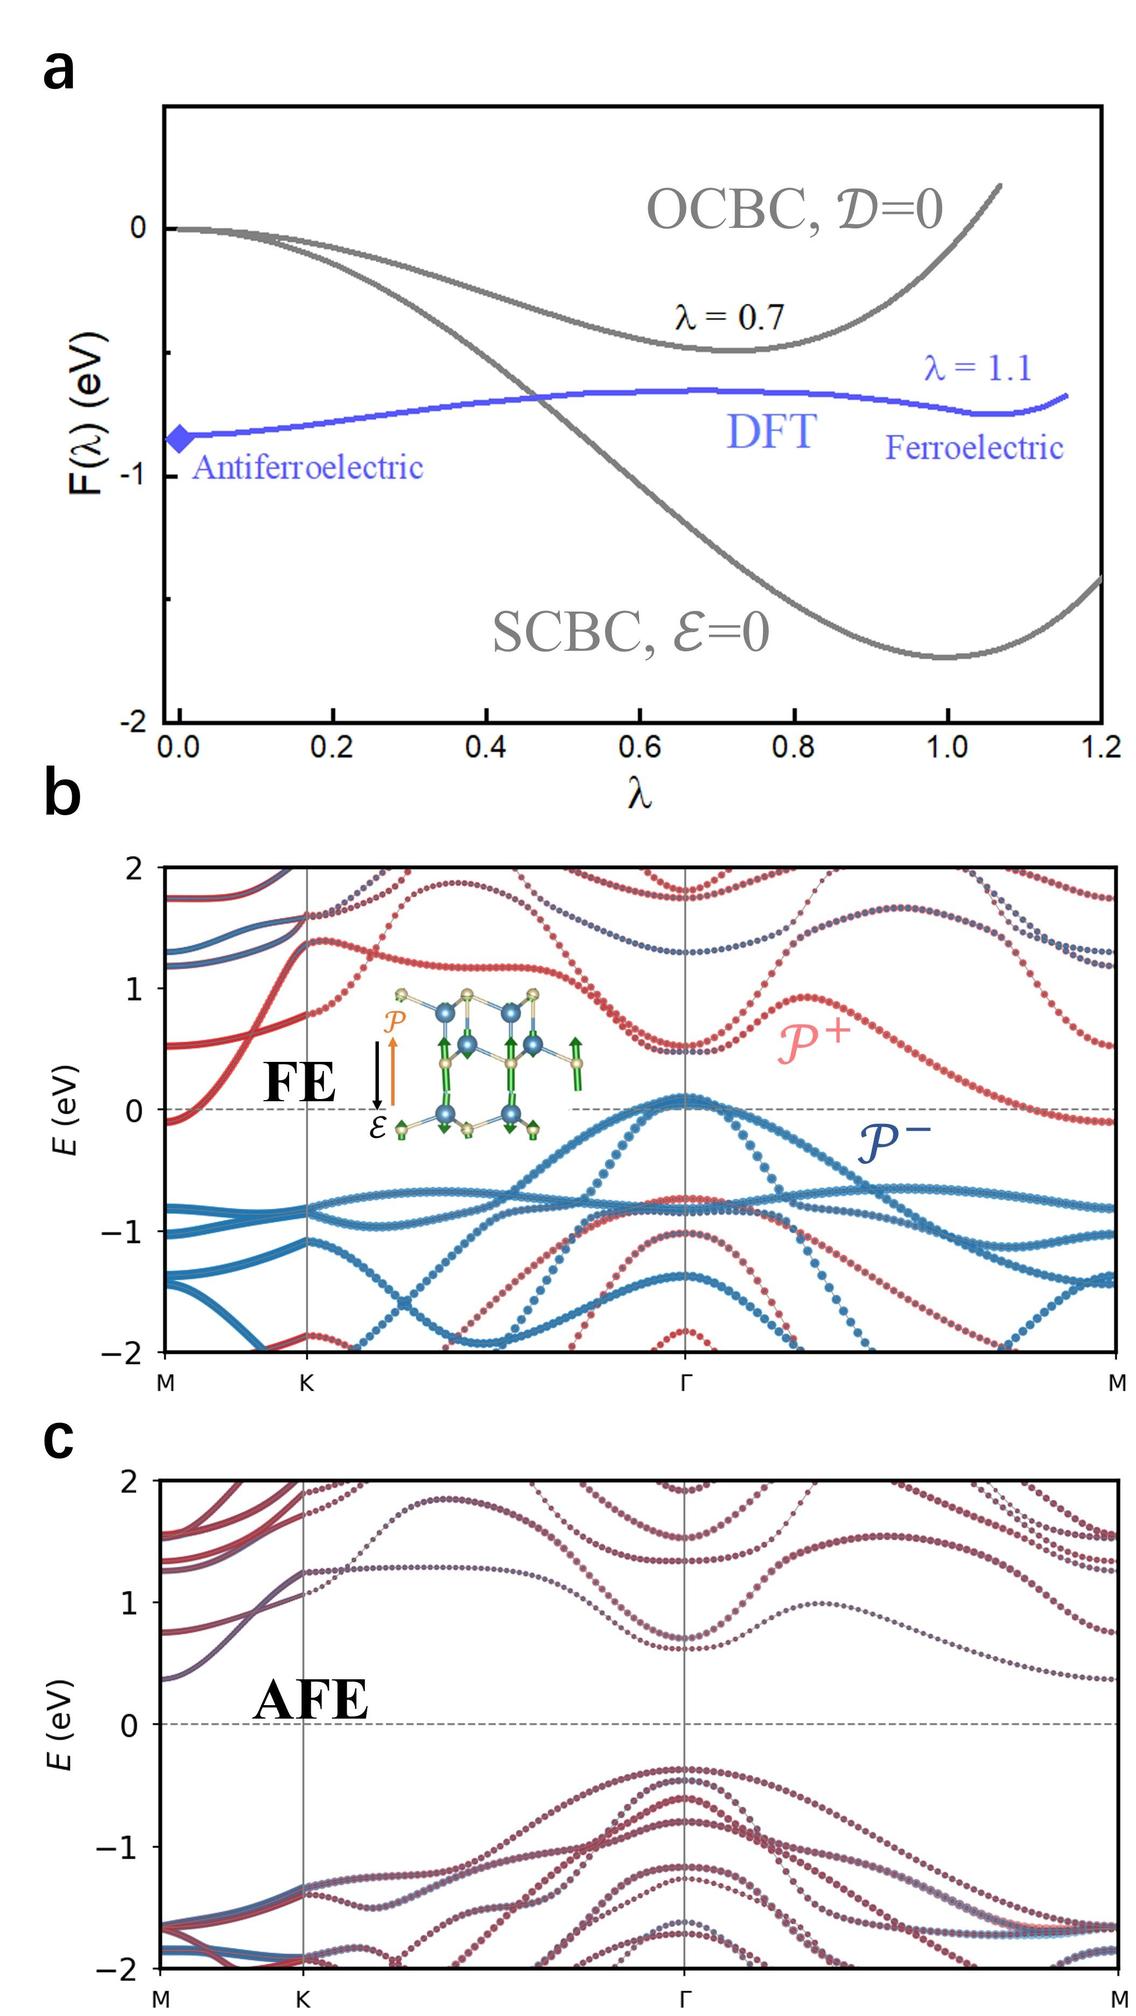 a
OCBC, 𝒟=0
λ = 0.7
λ = 1.1
DFT
Ferroelectric
Antiferroelectric
SCBC, ℰ=0
F(λ) (eV)
0
-1
-2
0.0 0.2 0.4 0.6 0.8 1.0 1.2
λ
b
2
1
0
−1
−2
E (eV)
FE
𝒫
ℰ
𝒫+
𝒫−
M K Γ M
c
2
1
0
−1
−2
E (eV)
AFE
M K Γ M